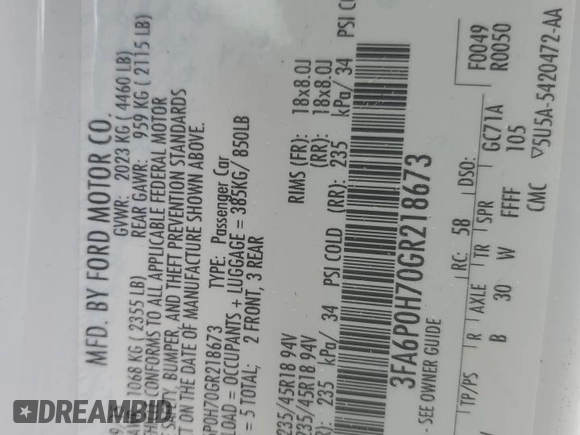 MFD. BY FORD MOTOR CO.
GVWR: 2023 KG ( 4460 LB)
1068 KG ( 2355 LB) REAR GAWR: 959 KG ( 2115 LB)
CONFORMS TO ALL APPLICABLE FEDERAL MOTOR
BUMPER, AND THEFT PREVENTION STANDARDS
ON THE DATE OF MANUFACTURE SHOWN ABOVE.
6P0H70GR218673 TYPE: Passenger Car
LOAD = OCCUPANTS + LUGGAGE = 385KG/ 850LB
= 5 TOTAL; 2 FRONT, 3 REAR
235/45R18 94V RIMS (FR): 18x8.0J
235/45R18 94V (RR): 18x8.0J
235 kPa/ 34 PSI COLD (RR): 235 kPa/ 34 PSI CO
3FA6P0H70GR218673
- SEE OWNER GUIDE
RC: 58 DSO: F0049
R0050
TP/PS R AXLE TR SPR GC71A
B 30 W FFFF 105
CMC ▽5U5A-5420472-AA
DREAMBID